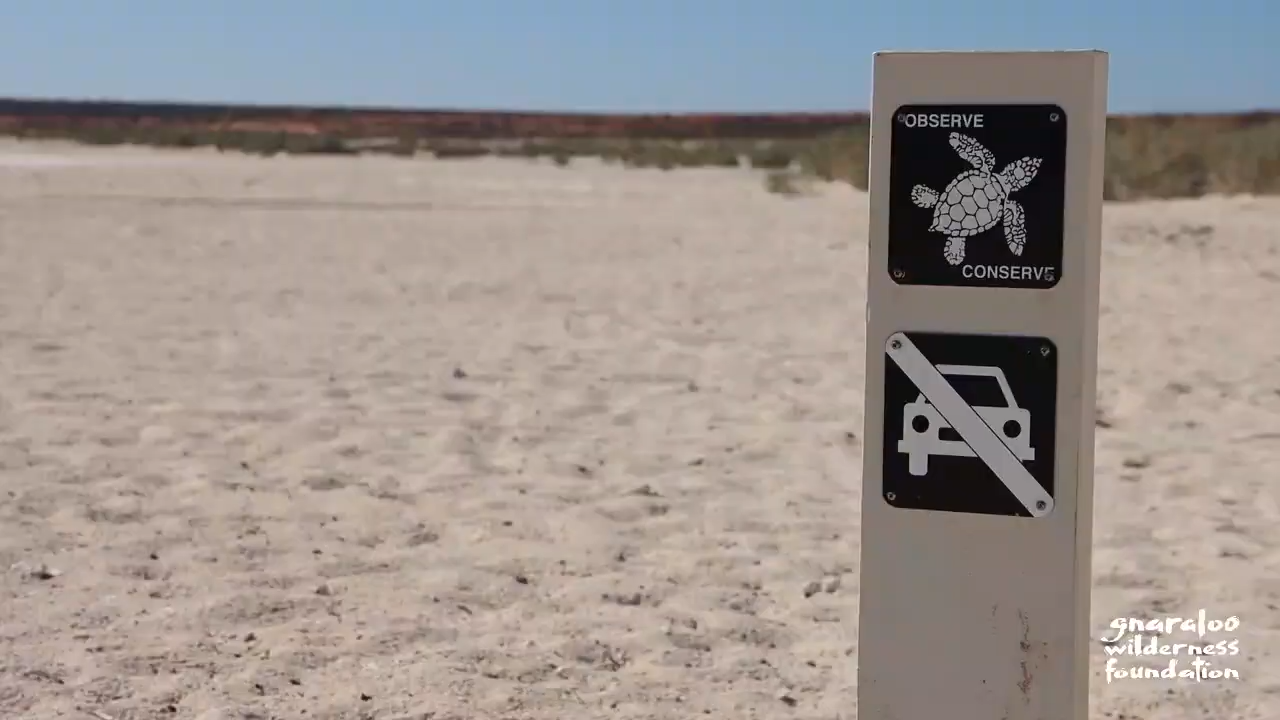 OBSERVE
CONSERVE
gnaraloo
wilderness
foundation